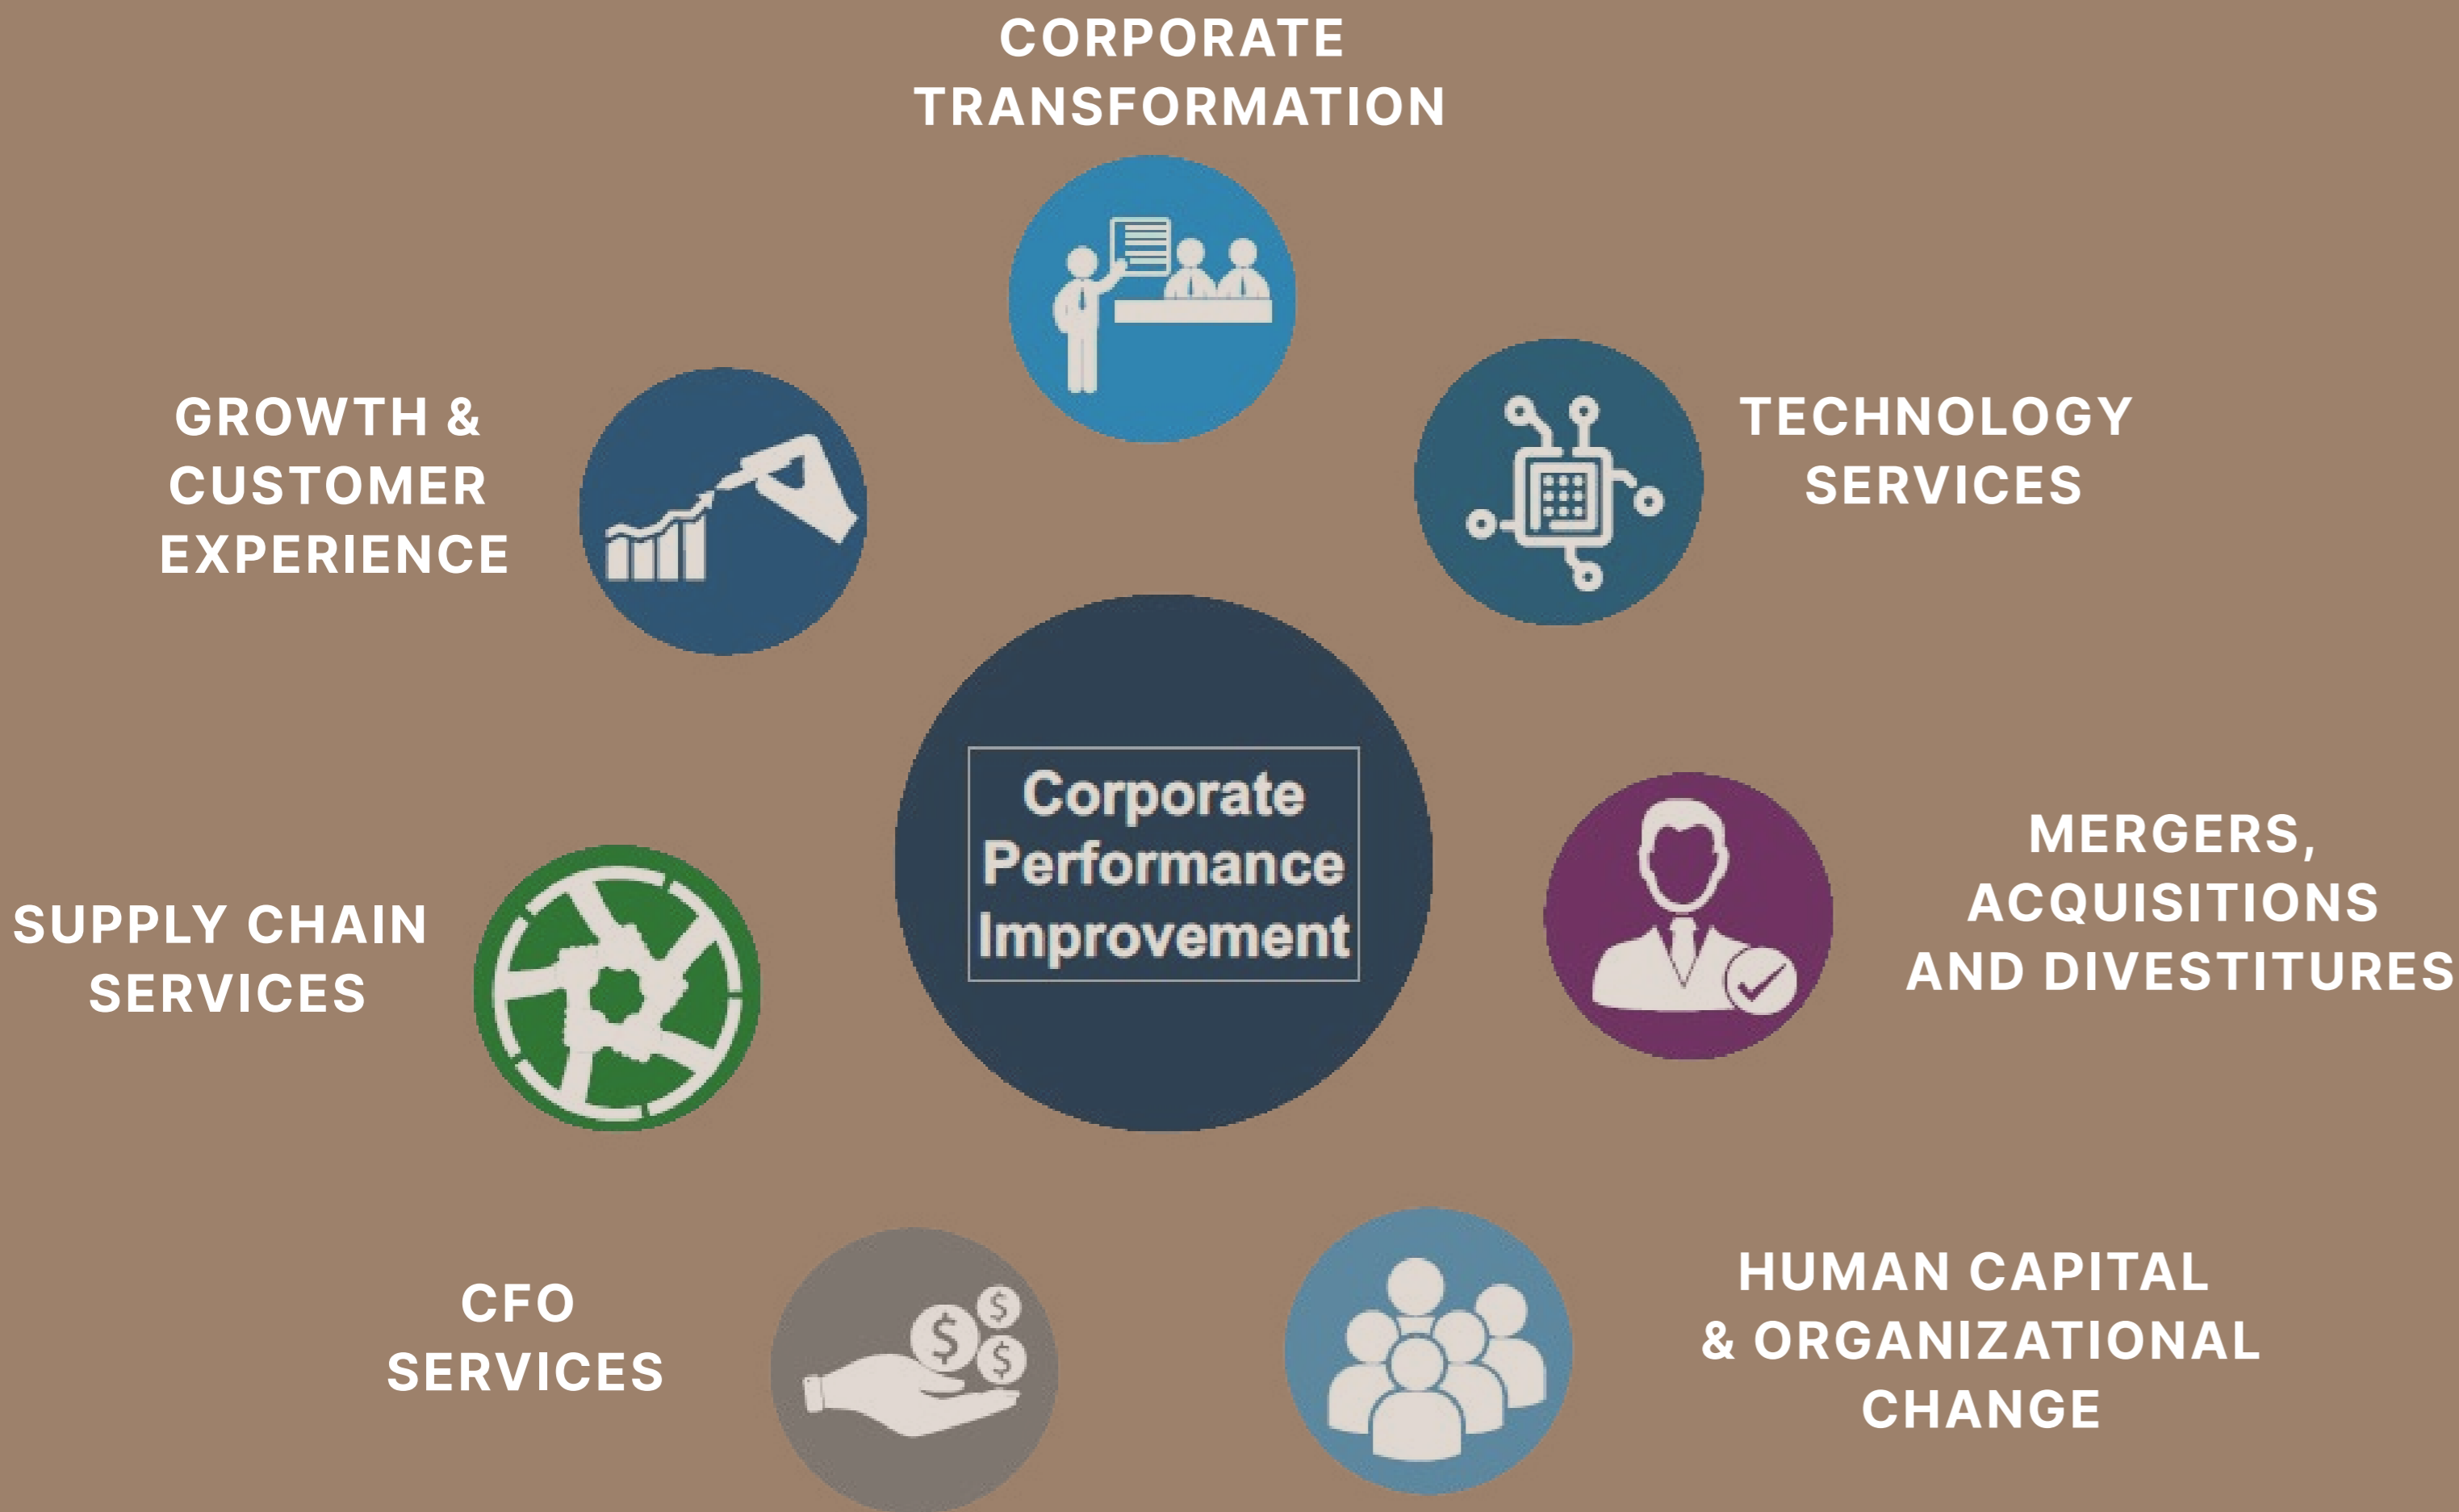 CORPORATE
TRANSFORMATION
GROWTH &
CUSTOMER
EXPERIENCE
TECHNOLOGY
SERVICES
Corporate
Performance
Improvement
MERGERS,
ACQUISITIONS
AND DIVESTITURES
SUPPLY CHAIN
SERVICES
CFO
SERVICES
$
$
$
HUMAN CAPITAL
& ORGANIZATIONAL
CHANGE